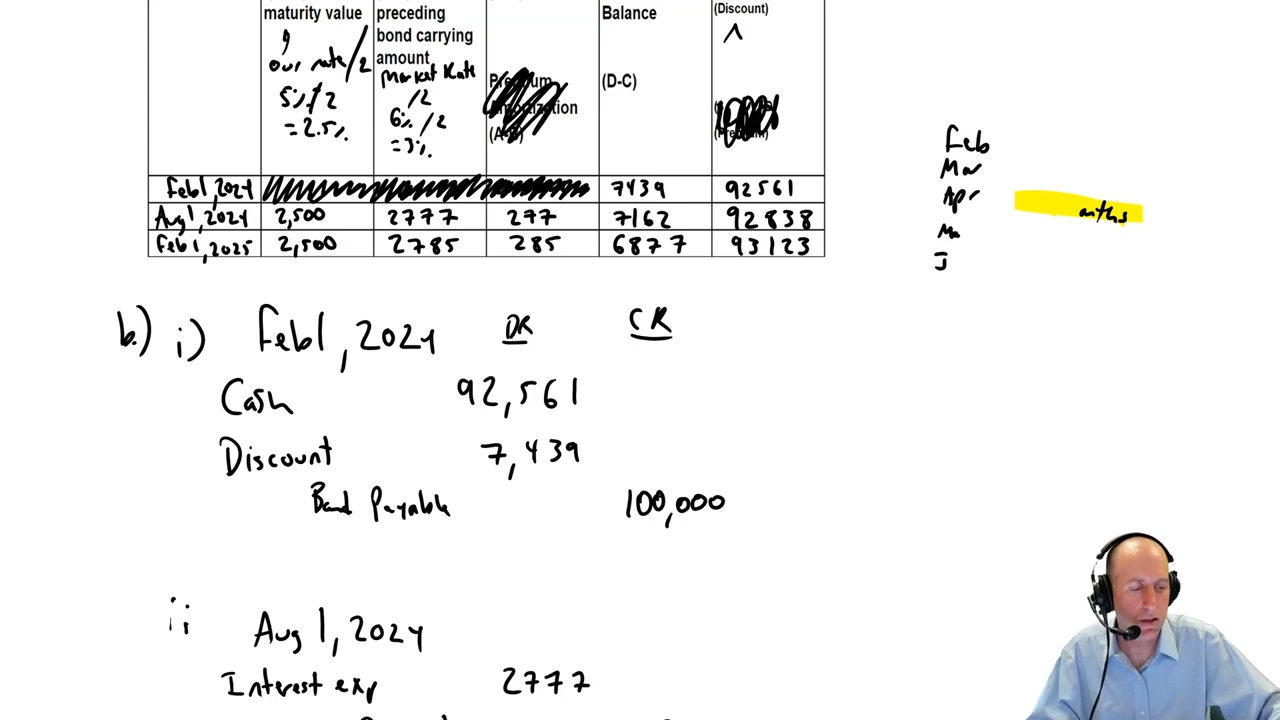 maturity value
preceding bond carrying amount
Balance
(Discount)
our rate/2
5%/2
= 2.5%
Market Rate
/2
6%/2
= 3%
(D-C)
Feb 1, 2024 7439 92561
Aug 1, 2024 2,500 2777 277 7162 92838
Feb 1, 2025 2,500 2785 285 6877 93123
Feb
Mar
Apr
Ma
J
b.) i) Feb 1, 2024 DR CR
Cash 92,561
Discount 7,439
Bond Payable 100,000
ii Aug 1, 2024
Interest exp 2777